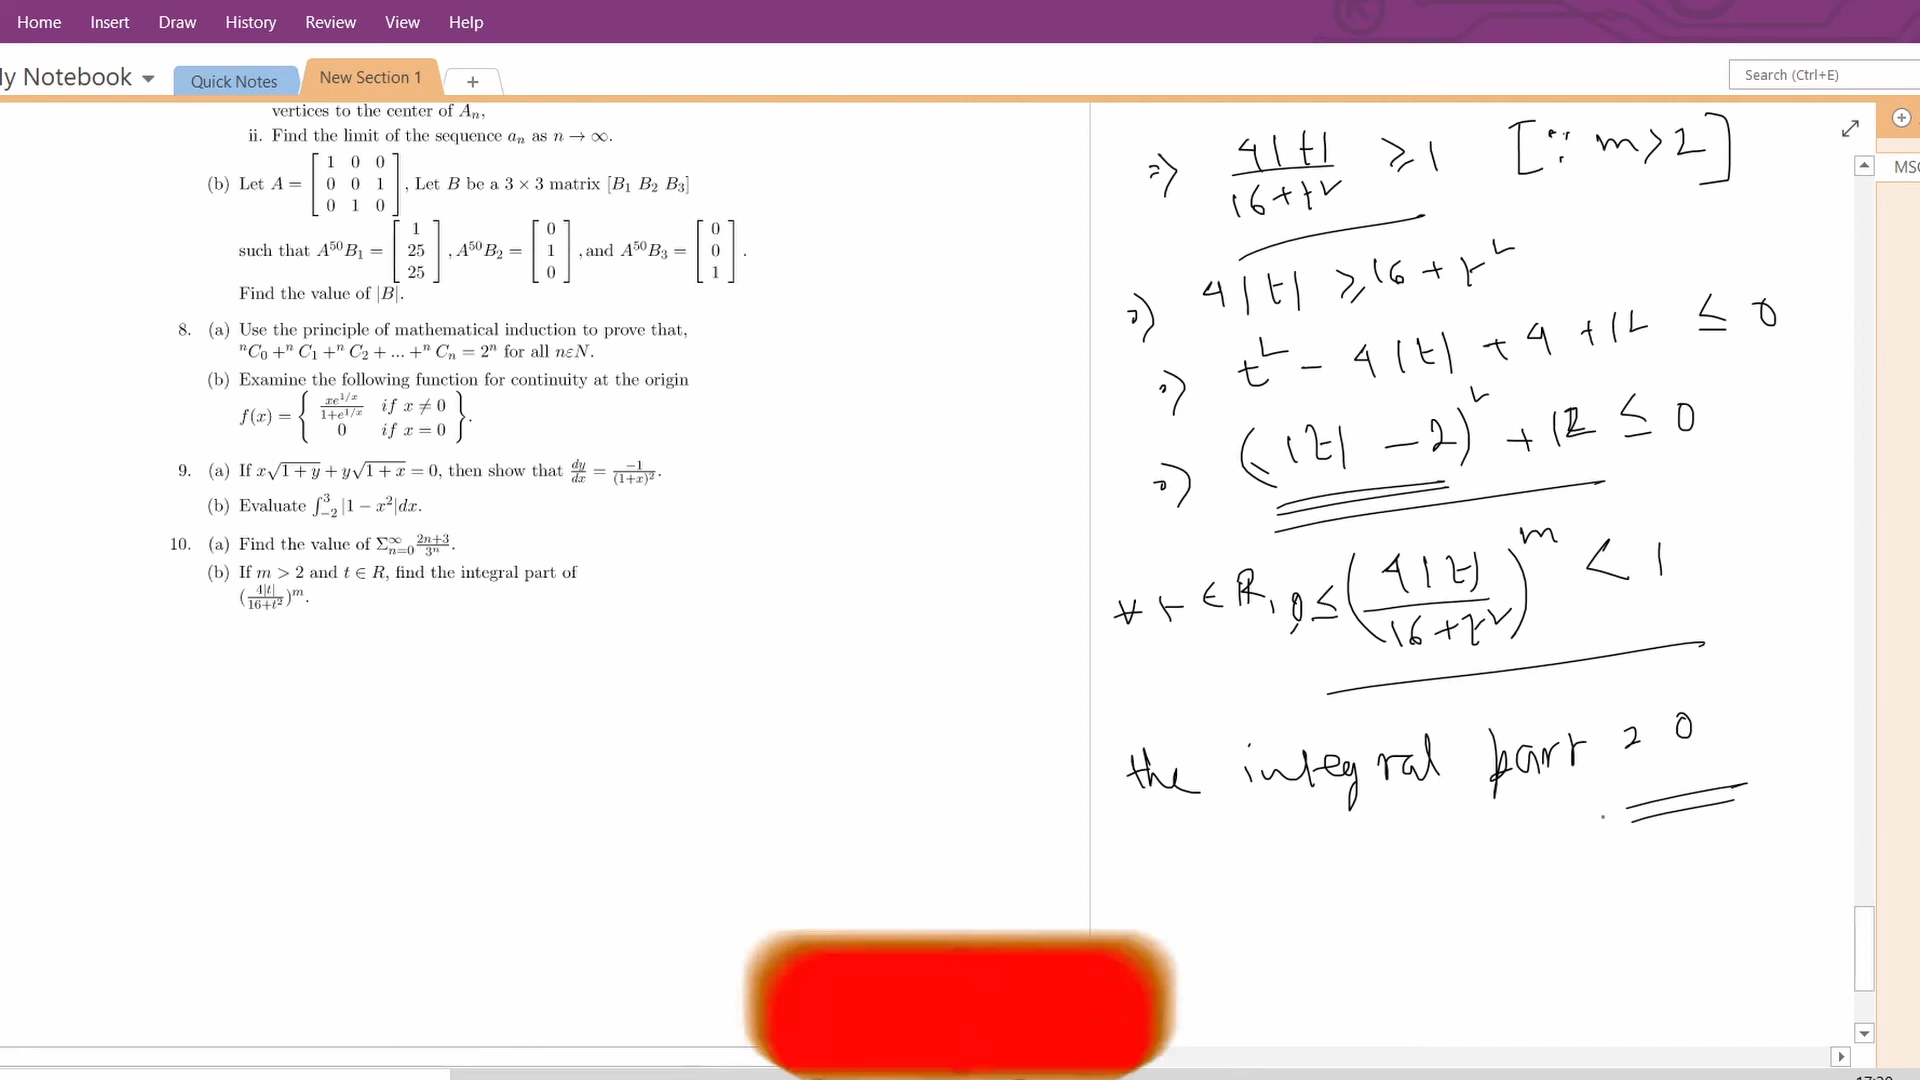 Home Insert Draw History Review View Help
ly Notebook Quick Notes New Section 1 + Search (Ctrl+E)
MSC
vertices to the center of Aₙ,
ii. Find the limit of the sequence aₙ as n → ∞.
(b) Let A = [1 0 0; 0 0 1; 0 1 0], Let B be a 3 × 3 matrix [B₁ B₂ B₃]
such that A⁵⁰B₁ = [1; 25; 25], A⁵⁰B₂ = [0; 1; 0], and A⁵⁰B₃ = [0; 0; 1].
Find the value of |B|.
8. (a) Use the principle of mathematical induction to prove that,
ⁿC₀ +ⁿ C₁ +ⁿ C₂ + ... +ⁿ Cₙ = 2ⁿ for all nεN.
(b) Examine the following function for continuity at the origin
f(x) = { xe^{1/x}/1+e^{1/x} if x ≠ 0
0 if x = 0 }.
9. (a) If x√1+y + y√1+x = 0, then show that dy/dx = −1/(1+x)².
(b) Evaluate ∫₋₂³ |1 − x²|dx.
10. (a) Find the value of Σ_{n=0}^{∞} 2n+3/3ⁿ.
(b) If m > 2 and t ∈ R, find the integral part of
(4|t|/16+t²)ᵐ.
⇒) 4|t|/16+t² ≥ 1 [∵ m>2]
⇒) 4|t| ≥ 16 + t²
⇒) t² − 4|t| + 4 + 12 ≤ 0
⇒) (|t| − 2)² + 12 ≤ 0
∀ t ∈ ℝ, 0 ≤ (4|t|/16+t²)ᵐ < 1
the integral part = 0